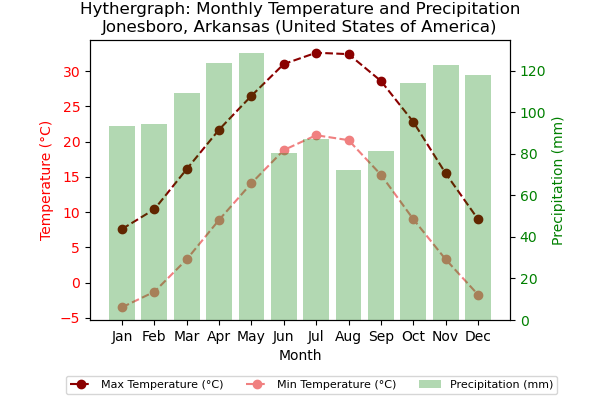 Hythergraph: Monthly Temperature and Precipitation
Jonesboro, Arkansas (United States of America)
Temperature (°C)
30
25
20
15
10
5
0
−5
120
100
80
60
40
20
0
Precipitation (mm)
Jan Feb Mar Apr May Jun Jul Aug Sep Oct Nov Dec
Month
Max Temperature (°C) Min Temperature (°C) Precipitation (mm)